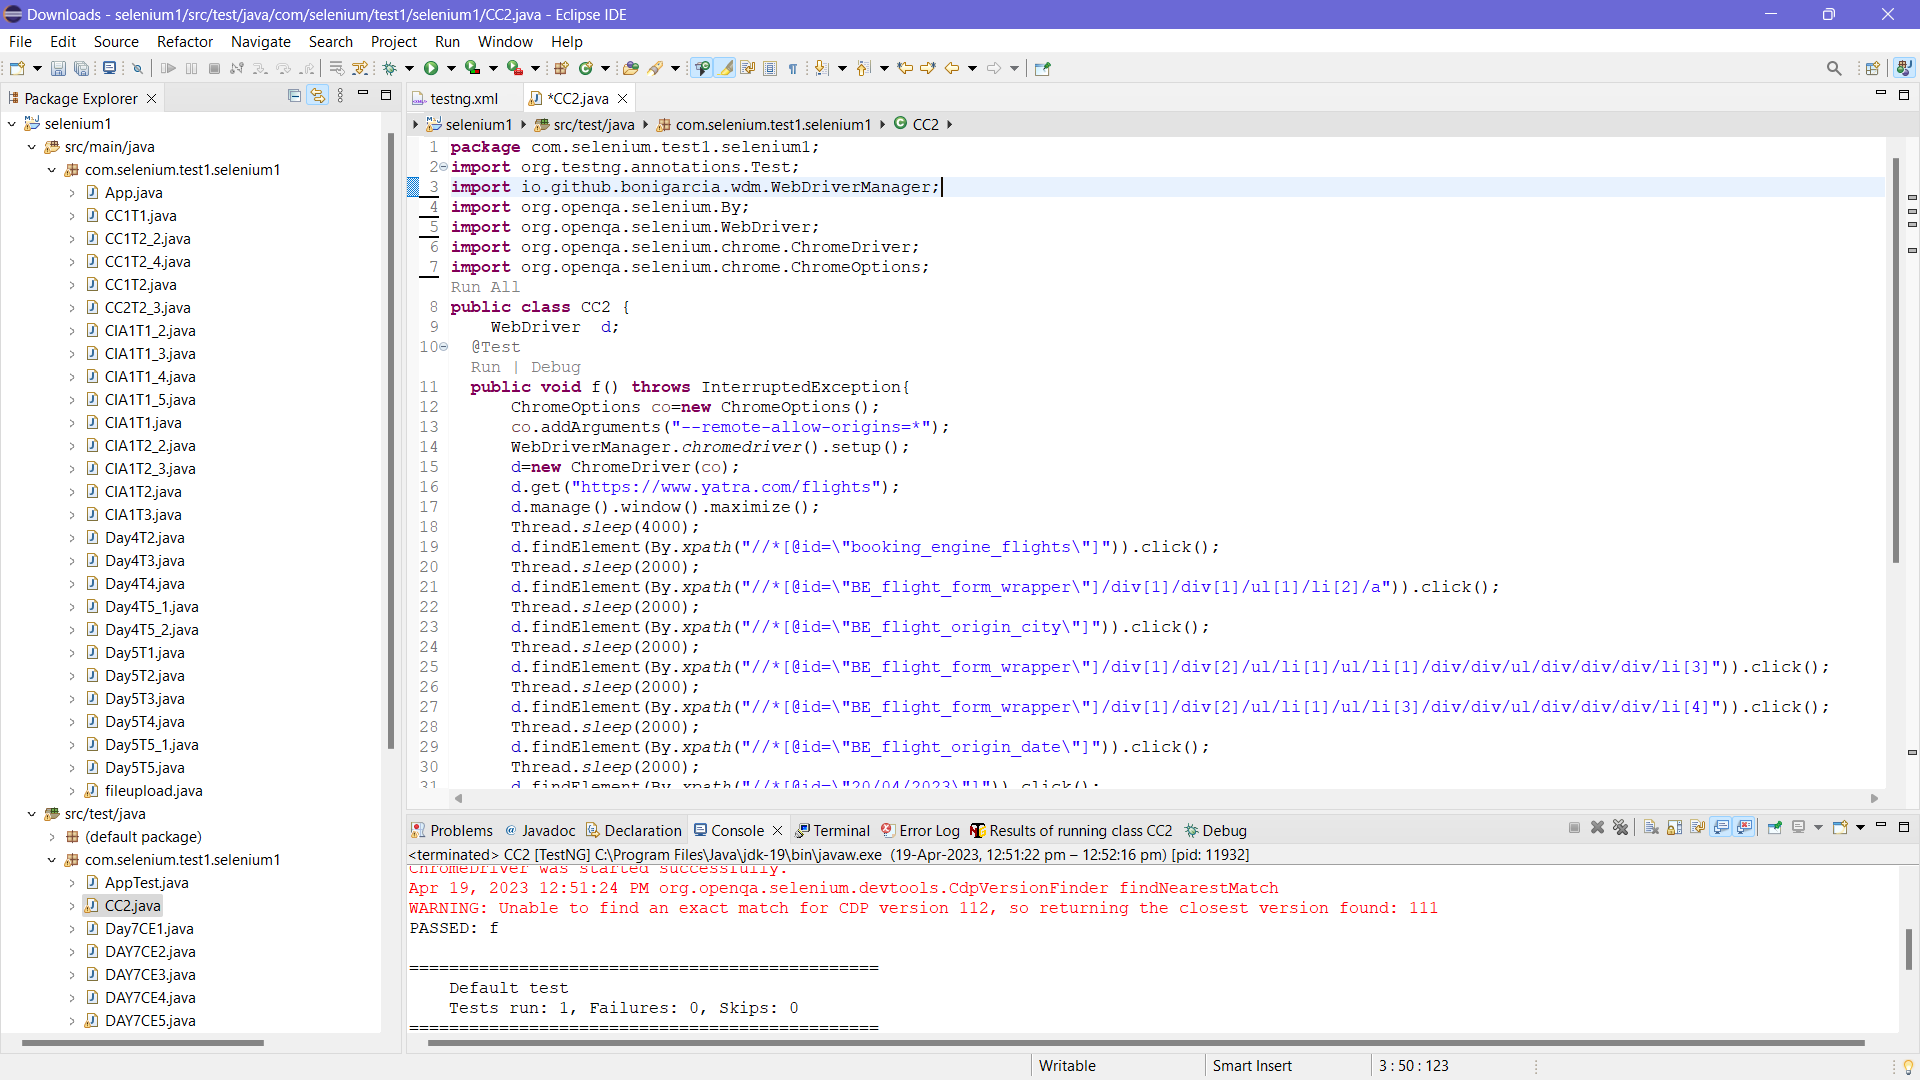 Downloads - selenium1/src/test/java/com/selenium/test1/selenium1/CC2.java - Eclipse IDE
File Edit Source Refactor Navigate Search Project Run Window Help
Package Explorer
selenium1
src/main/java
com.selenium.test1.selenium1
App.java
CC1T1.java
CC1T2_2.java
CC1T2_4.java
CC1T2.java
CC2T2_3.java
CIA1T1_2.java
CIA1T1_3.java
CIA1T1_4.java
CIA1T1_5.java
CIA1T1.java
CIA1T2_2.java
CIA1T2_3.java
CIA1T2.java
CIA1T3.java
Day4T2.java
Day4T3.java
Day4T4.java
Day4T5_1.java
Day4T5_2.java
Day5T1.java
Day5T2.java
Day5T3.java
Day5T4.java
Day5T5_1.java
Day5T5.java
fileupload.java
src/test/java
(default package)
com.selenium.test1.selenium1
AppTest.java
CC2.java
Day7CE1.java
DAY7CE2.java
DAY7CE3.java
DAY7CE4.java
DAY7CE5.java
testng.xml *CC2.java
selenium1 src/test/java com.selenium.test1.selenium1 CC2
1 package com.selenium.test1.selenium1;
2 import org.testng.annotations.Test;
3 import io.github.bonigarcia.wdm.WebDriverManager;
4 import org.openqa.selenium.By;
5 import org.openqa.selenium.WebDriver;
6 import org.openqa.selenium.chrome.ChromeDriver;
7 import org.openqa.selenium.chrome.ChromeOptions;
Run All
8 public class CC2 {
9 WebDriver d;
10 @Test
Run | Debug
11 public void f() throws InterruptedException{
12 ChromeOptions co=new ChromeOptions();
13 co.addArguments("--remote-allow-origins=*");
14 WebDriverManager.chromedriver().setup();
15 d=new ChromeDriver(co);
16 d.get("https://www.yatra.com/flights");
17 d.manage().window().maximize();
18 Thread.sleep(4000);
19 d.findElement(By.xpath("//*[@id=\"booking_engine_flights\"]")).click();
20 Thread.sleep(2000);
21 d.findElement(By.xpath("//*[@id=\"BE_flight_form_wrapper\"]/div[1]/div[1]/ul[1]/li[2]/a")).click();
22 Thread.sleep(2000);
23 d.findElement(By.xpath("//*[@id=\"BE_flight_origin_city\"]")).click();
24 Thread.sleep(2000);
25 d.findElement(By.xpath("//*[@id=\"BE_flight_form_wrapper\"]/div[1]/div[2]/ul/li[1]/ul/li[1]/div/div/ul/div/div/div/li[3]")).click();
26 Thread.sleep(2000);
27 d.findElement(By.xpath("//*[@id=\"BE_flight_form_wrapper\"]/div[1]/div[2]/ul/li[1]/ul/li[3]/div/div/ul/div/div/div/li[4]")).click();
28 Thread.sleep(2000);
29 d.findElement(By.xpath("//*[@id=\"BE_flight_origin_date\"]")).click();
30 Thread.sleep(2000);
31 d.findElement(By.xpath("//*[@id=\"20/04/2023\"]")).click();
Problems Javadoc Declaration Console Terminal Error Log Results of running class CC2 Debug
<terminated> CC2 [TestNG] C:\Program Files\Java\jdk-19\bin\javaw.exe (19-Apr-2023, 12:51:22 pm – 12:52:16 pm) [pid: 11932]
ChromeDriver was started successfully.
Apr 19, 2023 12:51:24 PM org.openqa.selenium.devtools.CdpVersionFinder findNearestMatch
WARNING: Unable to find an exact match for CDP version 112, so returning the closest version found: 111
PASSED: f
===============================================
Default test
Tests run: 1, Failures: 0, Skips: 0
===============================================
Writable Smart Insert 3 : 50 : 123